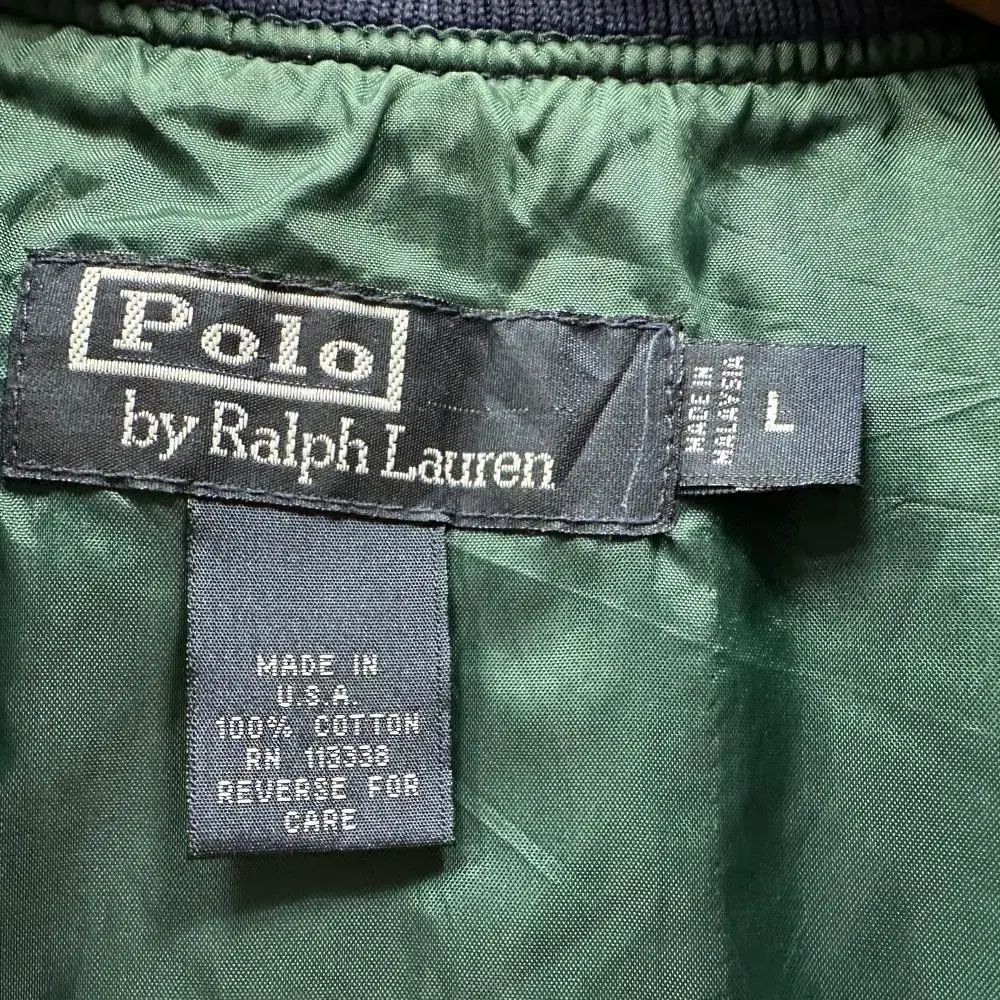 Polo
by Ralph Lauren
MADE IN
MALAYSIA
L
MADE IN
U.S.A.
100% COTTON
RN 113338
REVERSE FOR
CARE